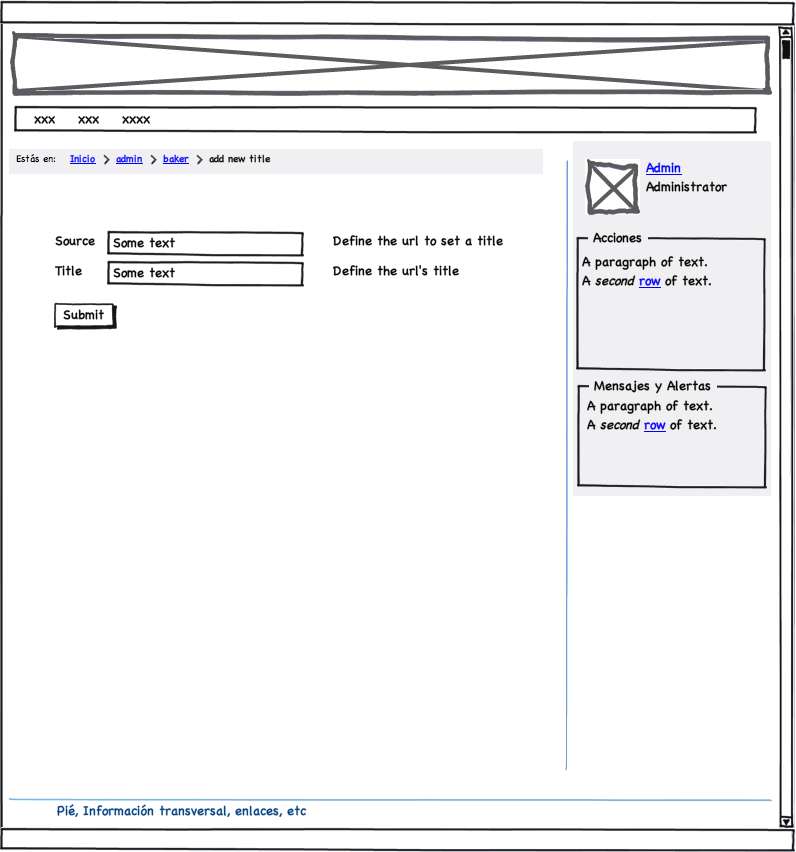 xxx xxx xxxx
Estás en: Inicio > admin > baker > add new title
Source Some text Define the url to set a title
Title Some text Define the url's title
Submit
Admin
Administrator
Acciones
A paragraph of text.
A second row of text.
Mensajes y Alertas
A paragraph of text.
A second row of text.
Pié, Información transversal, enlaces, etc